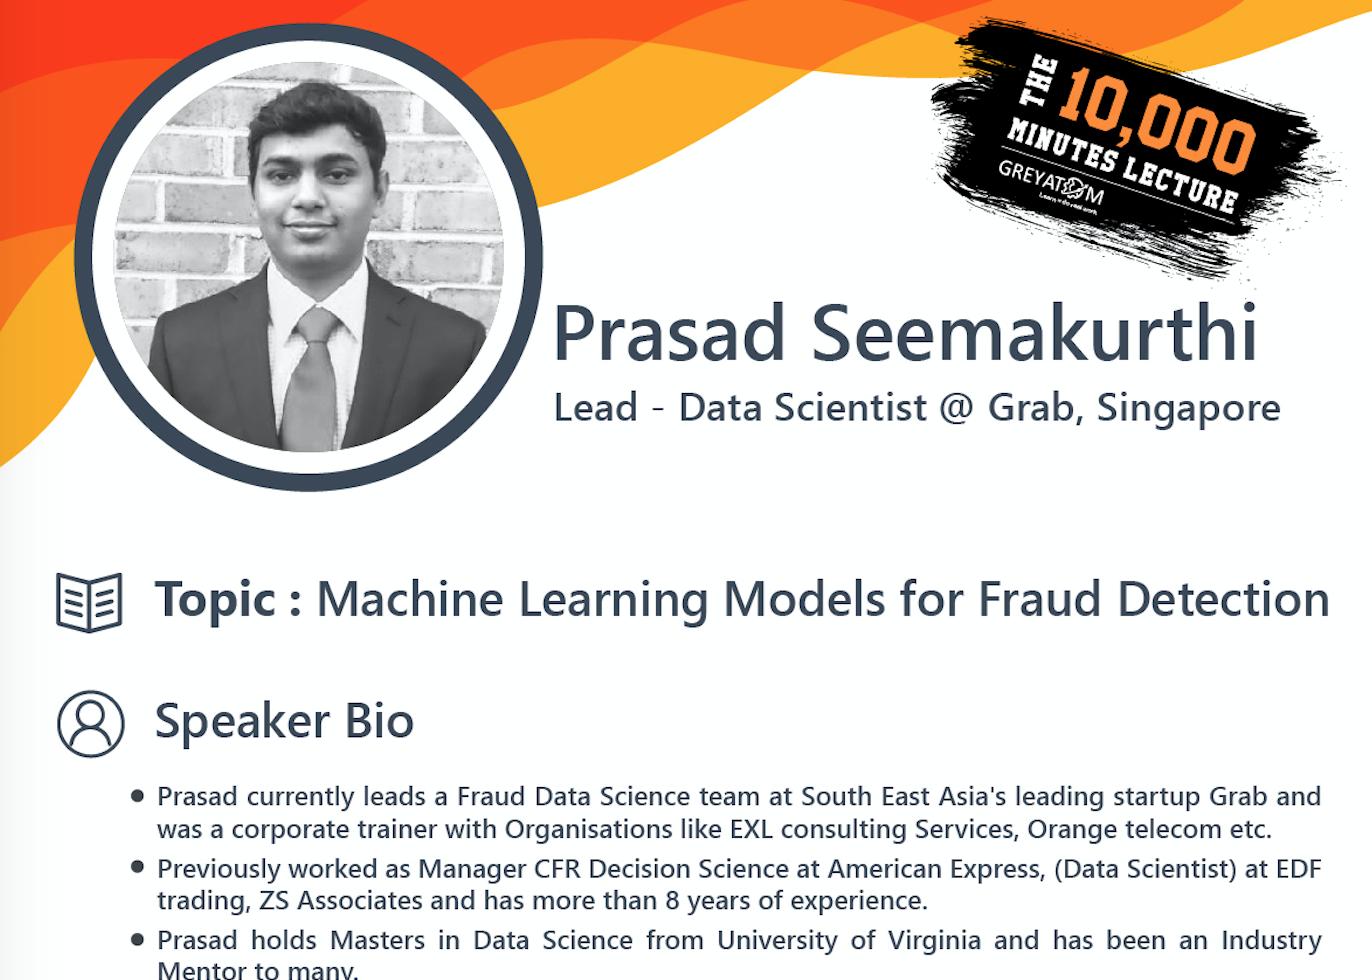 THE
10,000
MINUTES LECTURE
GREYATOM
Prasad Seemakurthi
Lead - Data Scientist @ Grab, Singapore
Topic : Machine Learning Models for Fraud Detection
Speaker Bio
Prasad currently leads a Fraud Data Science team at South East Asia's leading startup Grab and
was a corporate trainer with Organisations like EXL consulting Services, Orange telecom etc.
Previously worked as Manager CFR Decision Science at American Express, (Data Scientist) at EDF
trading, ZS Associates and has more than 8 years of experience.
Prasad holds Masters in Data Science from University of Virginia and has been an Industry
Mentor to many.